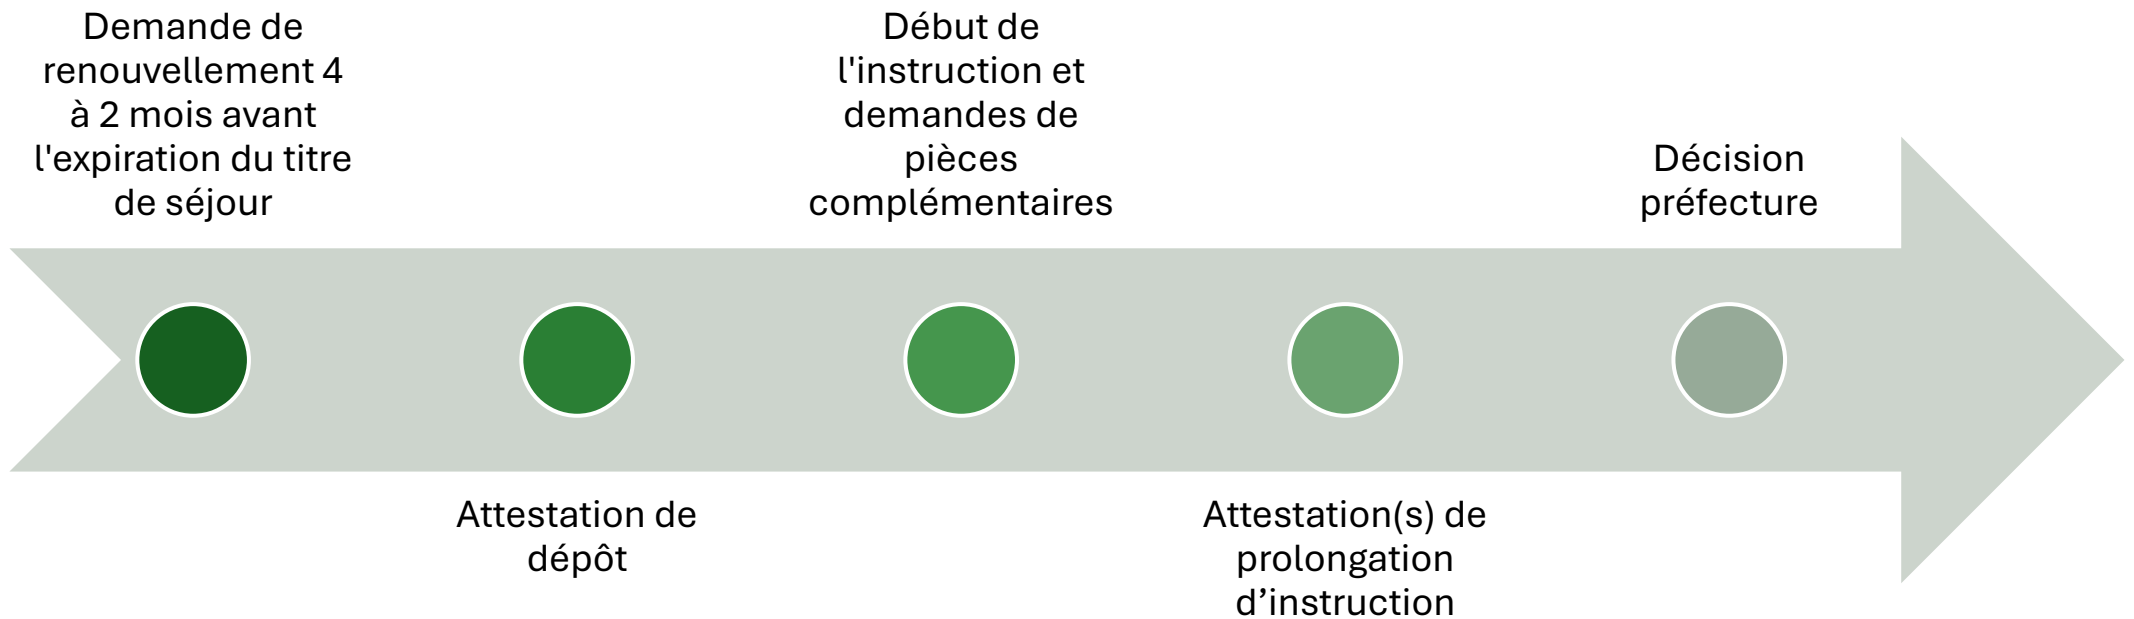 Demande de
renouvellement 4
à 2 mois avant
l'expiration du titre
de séjour
Attestation de
dépôt
Début de
l'instruction et
demandes de
pièces
complémentaires
Attestation(s) de
prolongation
d’instruction
Décision
préfecture